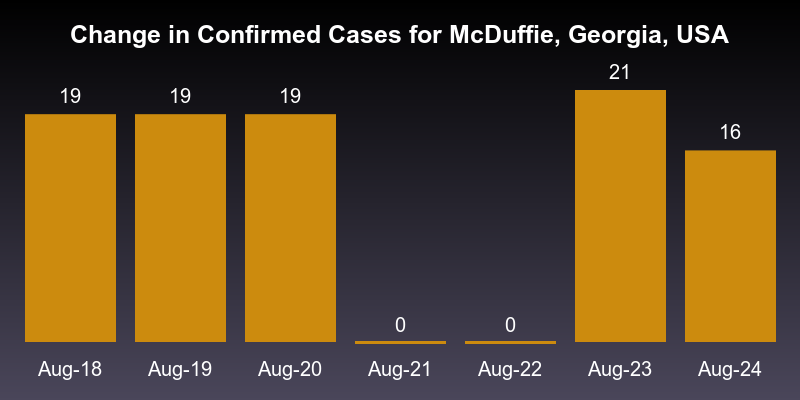 Change in Confirmed Cases for McDuffie, Georgia, USA
21
19 19 19
16
0 0
Aug-18 Aug-19 Aug-20 Aug-21 Aug-22 Aug-23 Aug-24